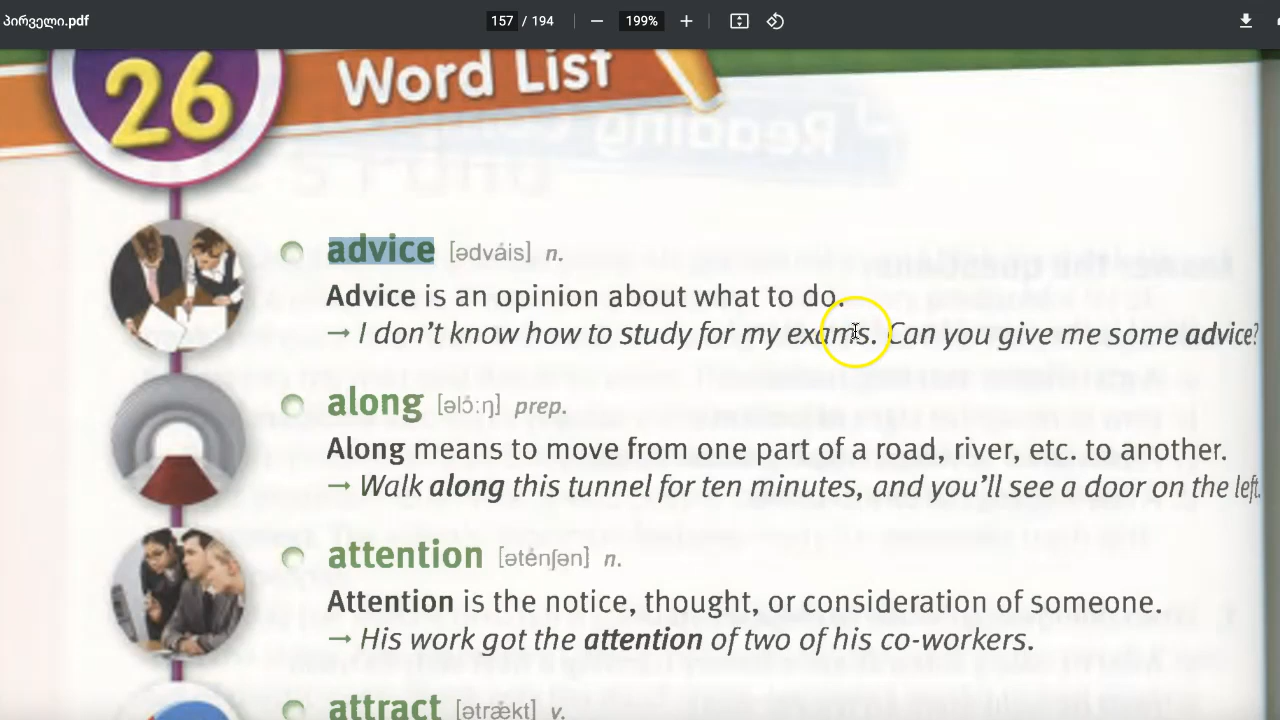 პირველი.pdf
157 / 194
199%
26
Word List
advice [ədváis] n.
Advice is an opinion about what to do.
→ I don't know how to study for my exams. Can you give me some advice?
along [əlɔ́ːŋ] prep.
Along means to move from one part of a road, river, etc. to another.
→ Walk along this tunnel for ten minutes, and you'll see a door on the left.
attention [əténʃən] n.
Attention is the notice, thought, or consideration of someone.
→ His work got the attention of two of his co-workers.
attract [ətrǽkt] v.